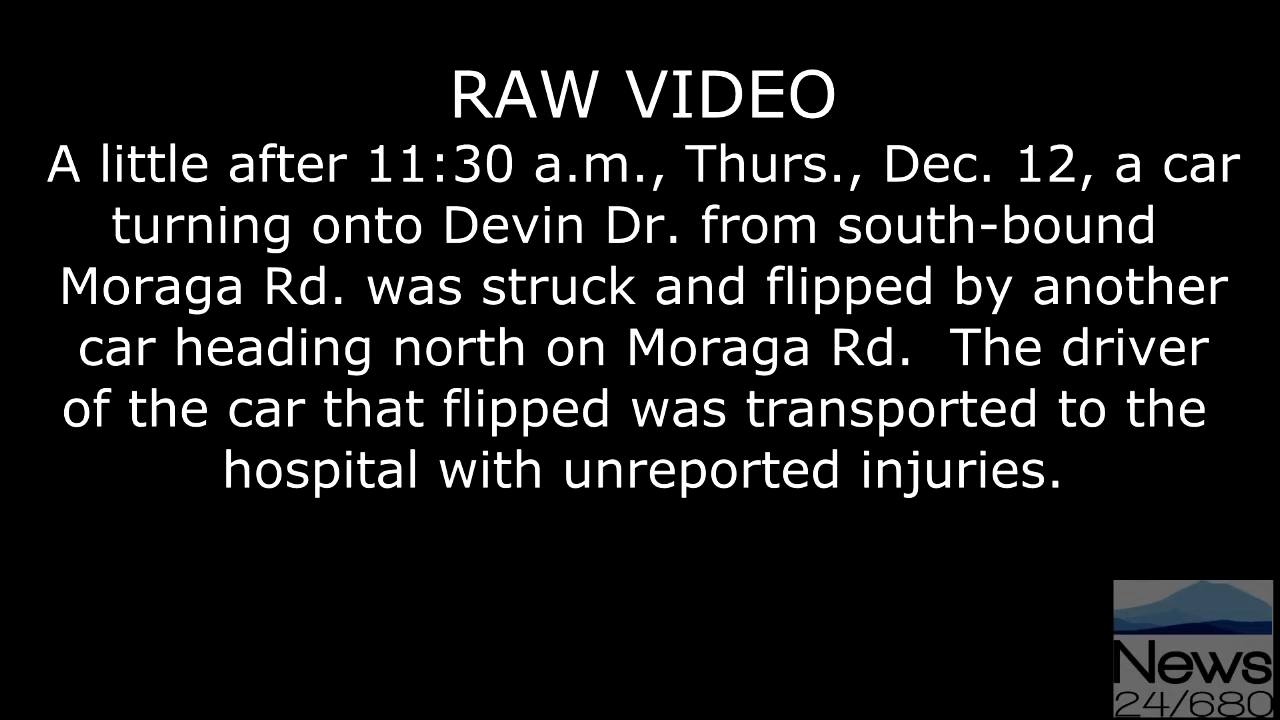 RAW VIDEO
A little after 11:30 a.m., Thurs., Dec. 12, a car
turning onto Devin Dr. from south-bound
Moraga Rd. was struck and flipped by another
car heading north on Moraga Rd.  The driver
of the car that flipped was transported to the
hospital with unreported injuries.
News
24/680